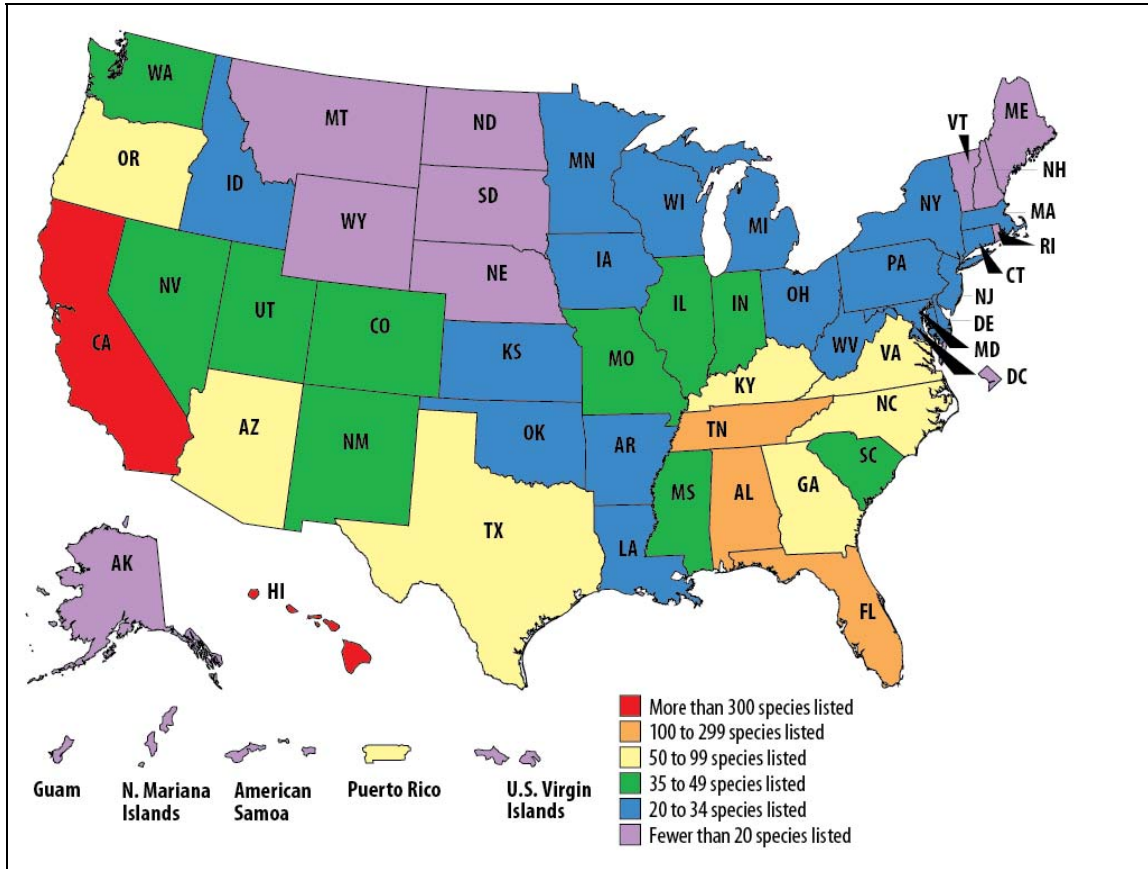 WA
MT
ND
MN
ME
VT
NH
OR
ID
SD
WI
NY
MA
WY
MI
RI
IA
PA
CT
NE
NV
UT
CO
IL
IN
OH
NJ
DE
MD
DC
CA
KS
MO
WV
VA
KY
NC
AZ
NM
OK
AR
TN
SC
MS
AL
GA
TX
LA
FL
AK
HI
Guam
N. Mariana
Islands
American
Samoa
Puerto Rico
U.S. Virgin
Islands
More than 300 species listed
100 to 299 species listed
50 to 99 species listed
35 to 49 species listed
20 to 34 species listed
Fewer than 20 species listed